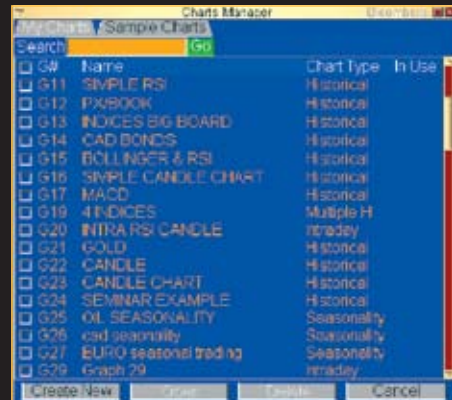 Charts Manager
My Charts Sample Charts
Search Go
G# Name Chart Type In Use
G11 SIMPLE RSI Historical
G12 PX/BOOK Historical
G13 INDICES BIG BOARD Historical
G14 CAD BONDS Historical
G15 BOLLINGER & RSI Historical
G16 SIMPLE CANDLE CHART Historical
G17 MACD Historical
G19 4 INDICES Multiple H
G20 INTRA RSI CANDLE Intraday
G21 GOLD Historical
G22 CANDLE Historical
G23 CANDLE CHART Historical
G24 SEMINAR EXAMPLE Historical
G25 OIL SEASONALITY Seasonality
G26 cad seaonality Seasonality
G27 EURO seasonal trading Seasonality
G29 Graph 29 Intraday
Create New Cancel